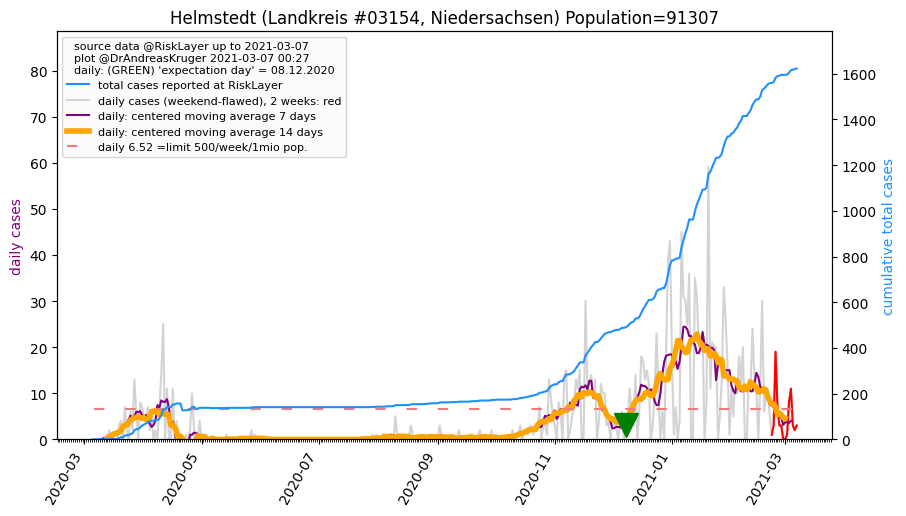 Helmstedt (Landkreis #03154, Niedersachsen) Population=91307
source data @RiskLayer up to 2021-03-07
plot @DrAndreasKruger 2021-03-07 00:27
daily: (GREEN) 'expectation day' = 08.12.2020
total cases reported at RiskLayer
daily cases (weekend-flawed), 2 weeks: red
daily: centered moving average 7 days
daily: centered moving average 14 days
daily 6.52 =limit 500/week/1mio pop.
daily cases
80
70
60
50
40
30
20
10
0
cumulative total cases
1600
1400
1200
1000
800
600
400
200
0
2020-03
2020-05
2020-07
2020-09
2020-11
2021-01
2021-03